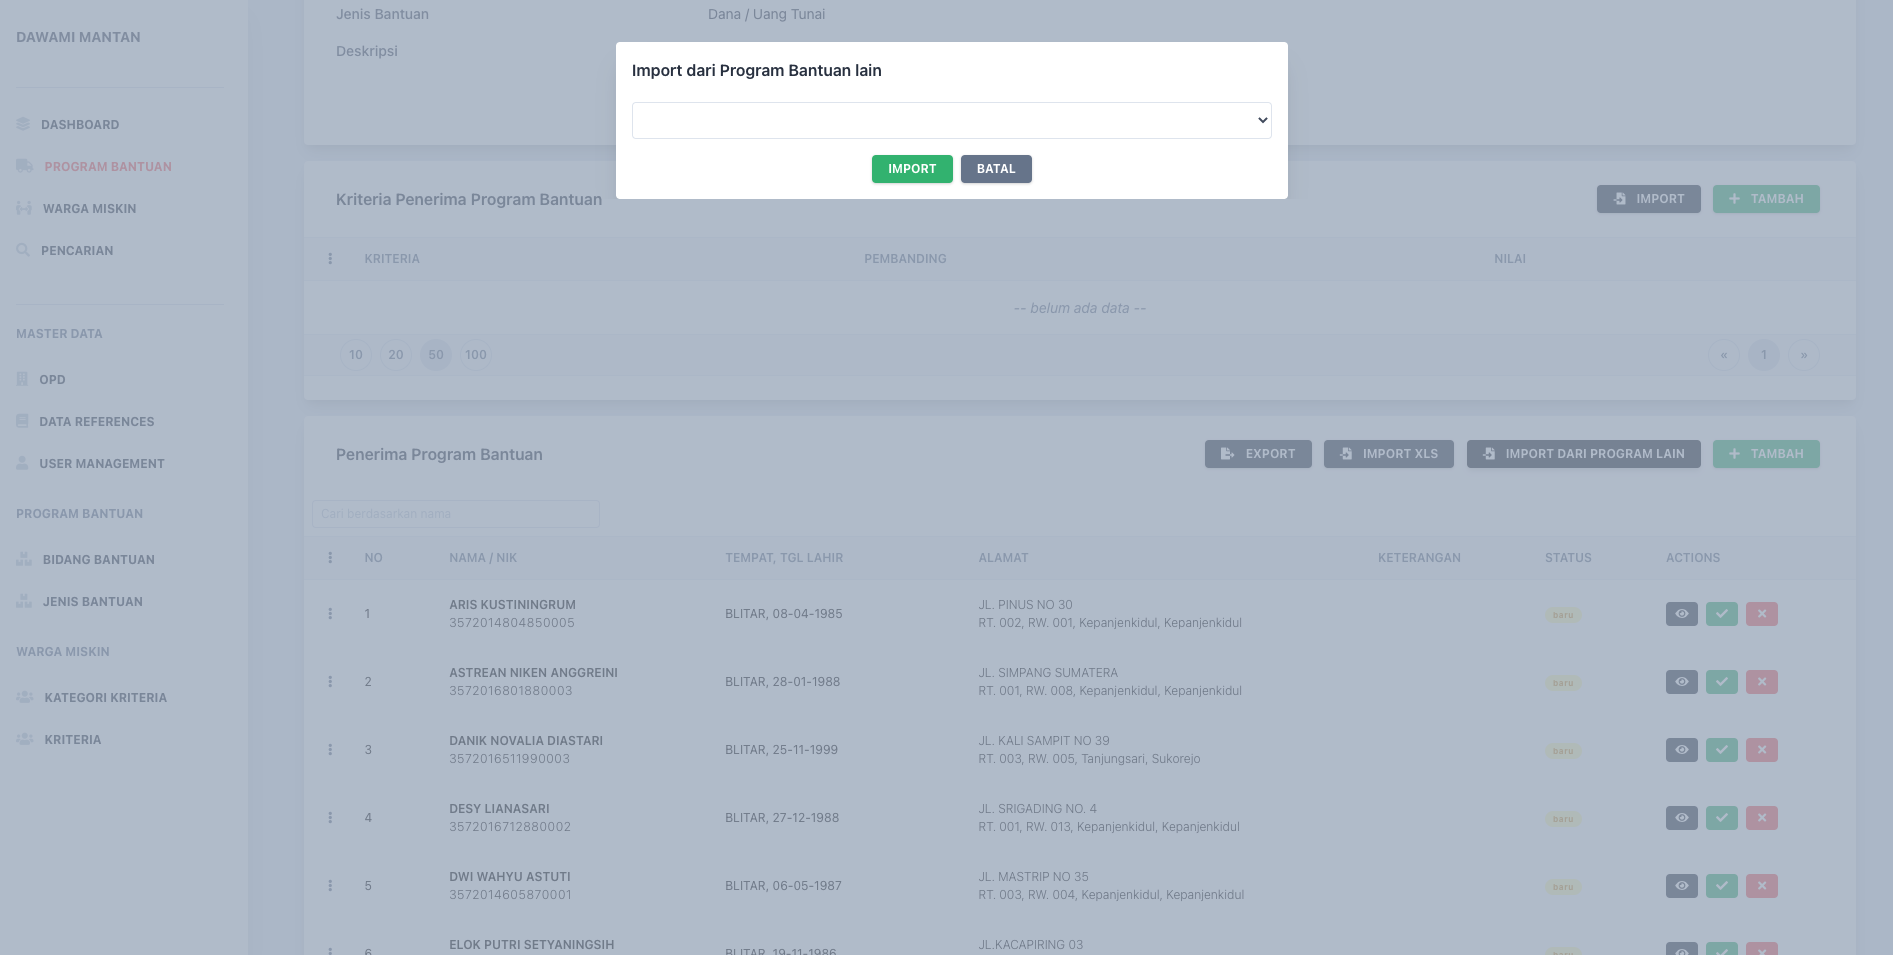 DAWAMI MANTAN
DASHBOARD
PROGRAM BANTUAN
WARGA MISKIN
PENCARIAN
MASTER DATA
OPD
DATA REFERENCES
USER MANAGEMENT
PROGRAM BANTUAN
BIDANG BANTUAN
JENIS BANTUAN
WARGA MISKIN
KATEGORI KRITERIA
KRITERIA
Jenis Bantuan Dana / Uang Tunai
Deskripsi
Import dari Program Bantuan lain
IMPORT BATAL
Kriteria Penerima Program Bantuan IMPORT TAMBAH
KRITERIA PEMBANDING NILAI
-- belum ada data --
10 20 50 100 « 1 »
Penerima Program Bantuan EXPORT IMPORT XLS IMPORT DARI PROGRAM LAIN TAMBAH
Cari berdasarkan nama
NO NAMA / NIK TEMPAT, TGL LAHIR ALAMAT KETERANGAN STATUS ACTIONS
1 ARIS KUSTININGRUM BLITAR, 08-04-1985 JL. PINUS NO 30 baru
3572014804850005 RT. 002, RW. 001, Kepanjenkidul, Kepanjenkidul
2 ASTREAN NIKEN ANGGREINI BLITAR, 28-01-1988 JL. SIMPANG SUMATERA baru
3572016801880003 RT. 001, RW. 008, Kepanjenkidul, Kepanjenkidul
3 DANIK NOVALIA DIASTARI BLITAR, 25-11-1999 JL. KALI SAMPIT NO 39 baru
3572016511990003 RT. 003, RW. 005, Tanjungsari, Sukorejo
4 DESY LIANASARI BLITAR, 27-12-1988 JL. SRIGADING NO. 4 baru
3572016712880002 RT. 001, RW. 013, Kepanjenkidul, Kepanjenkidul
5 DWI WAHYU ASTUTI BLITAR, 06-05-1987 JL. MASTRIP NO 35 baru
3572014605870001 RT. 003, RW. 004, Kepanjenkidul, Kepanjenkidul
6 ELOK PUTRI SETYANINGSIH BLITAR, 19-11-1986 JL.KACAPIRING 03